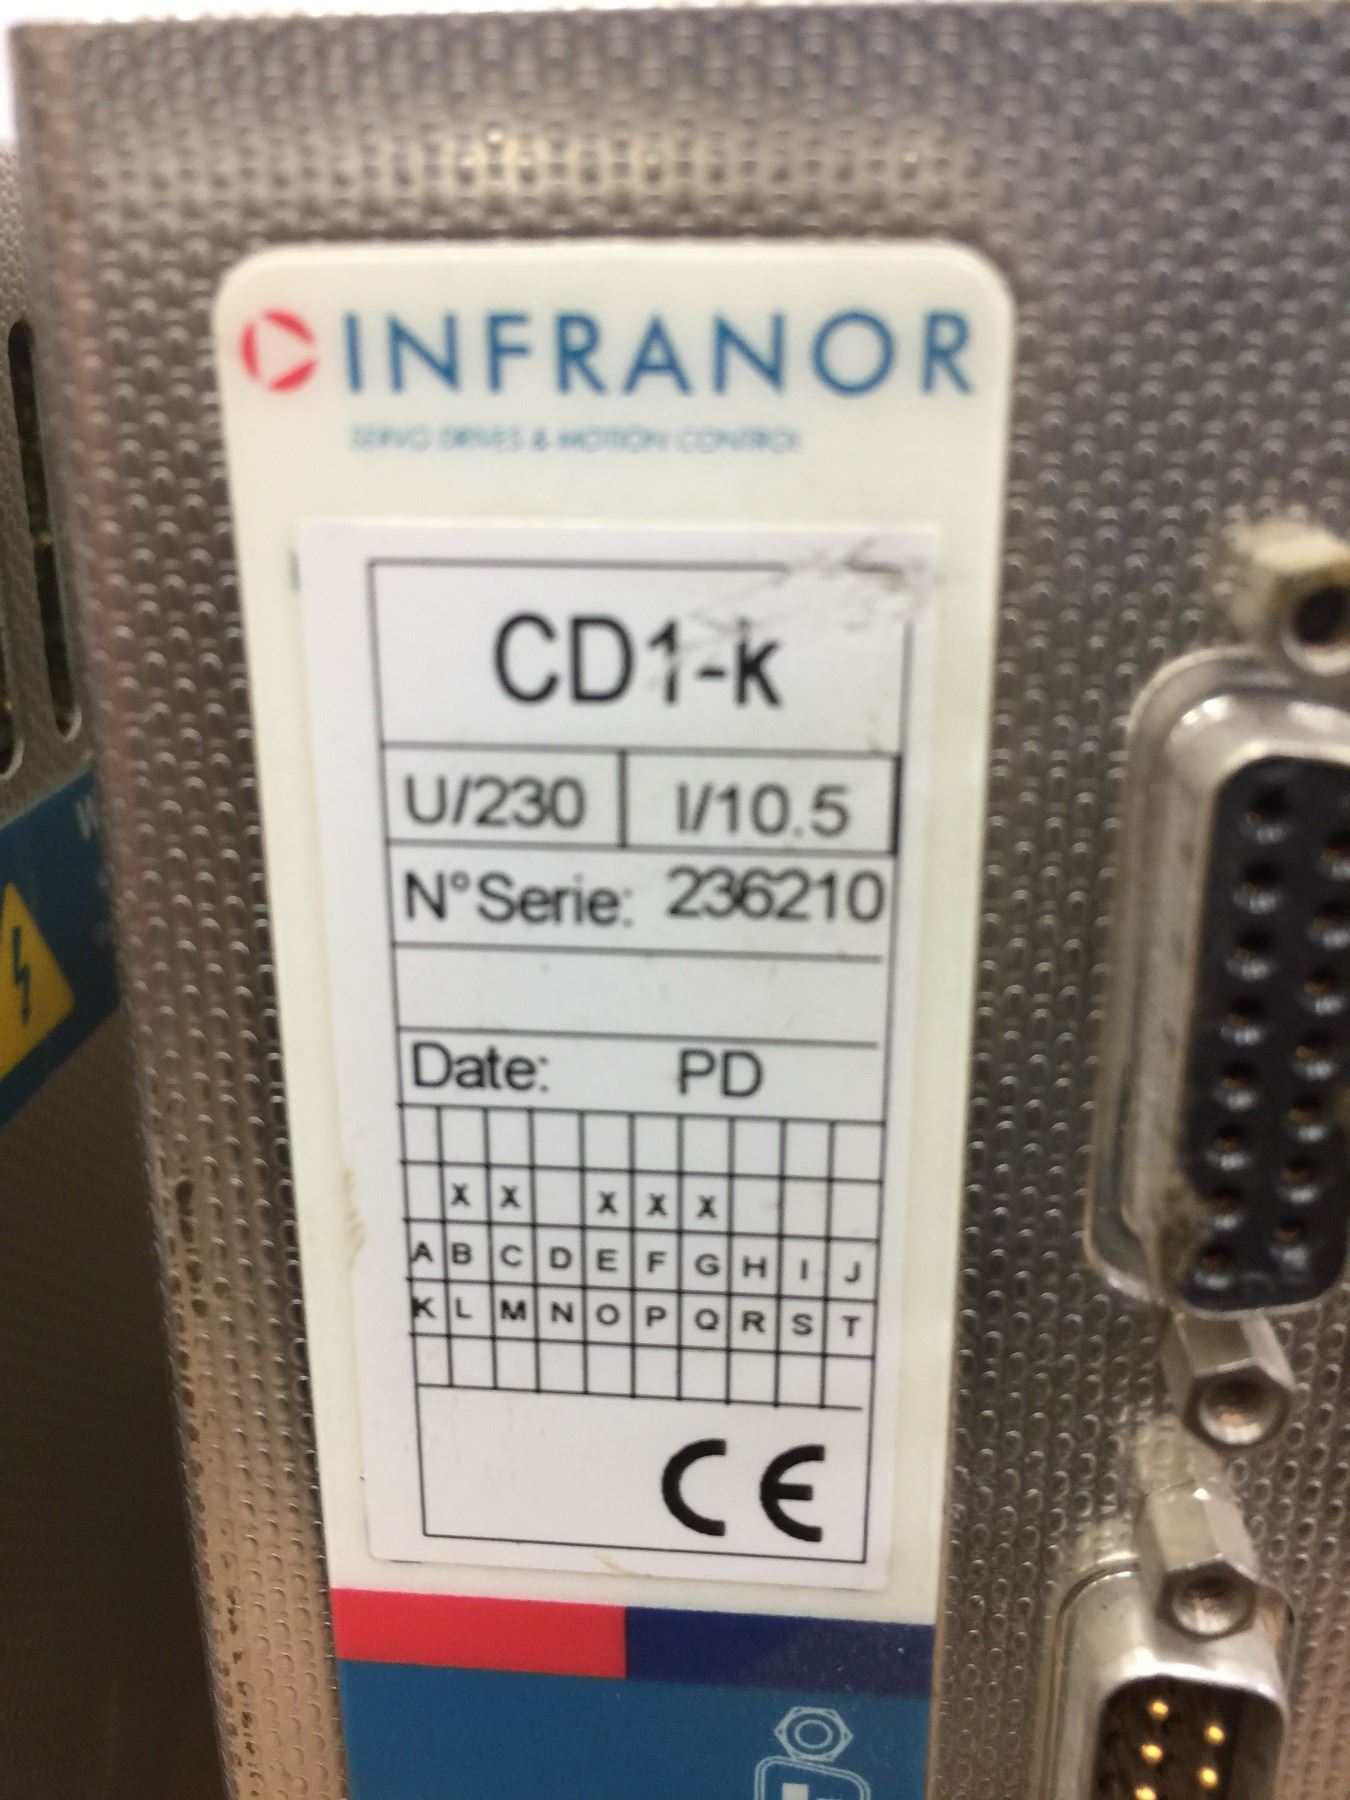 INFRANOR
SERVO DRIVES & MOTION CONTROL
CD1-k
U/230 I/10.5
N°Serie: 236210
Date: PD
x x x x x
A B C D E F G H I J
K L M N O P Q R S T
CE